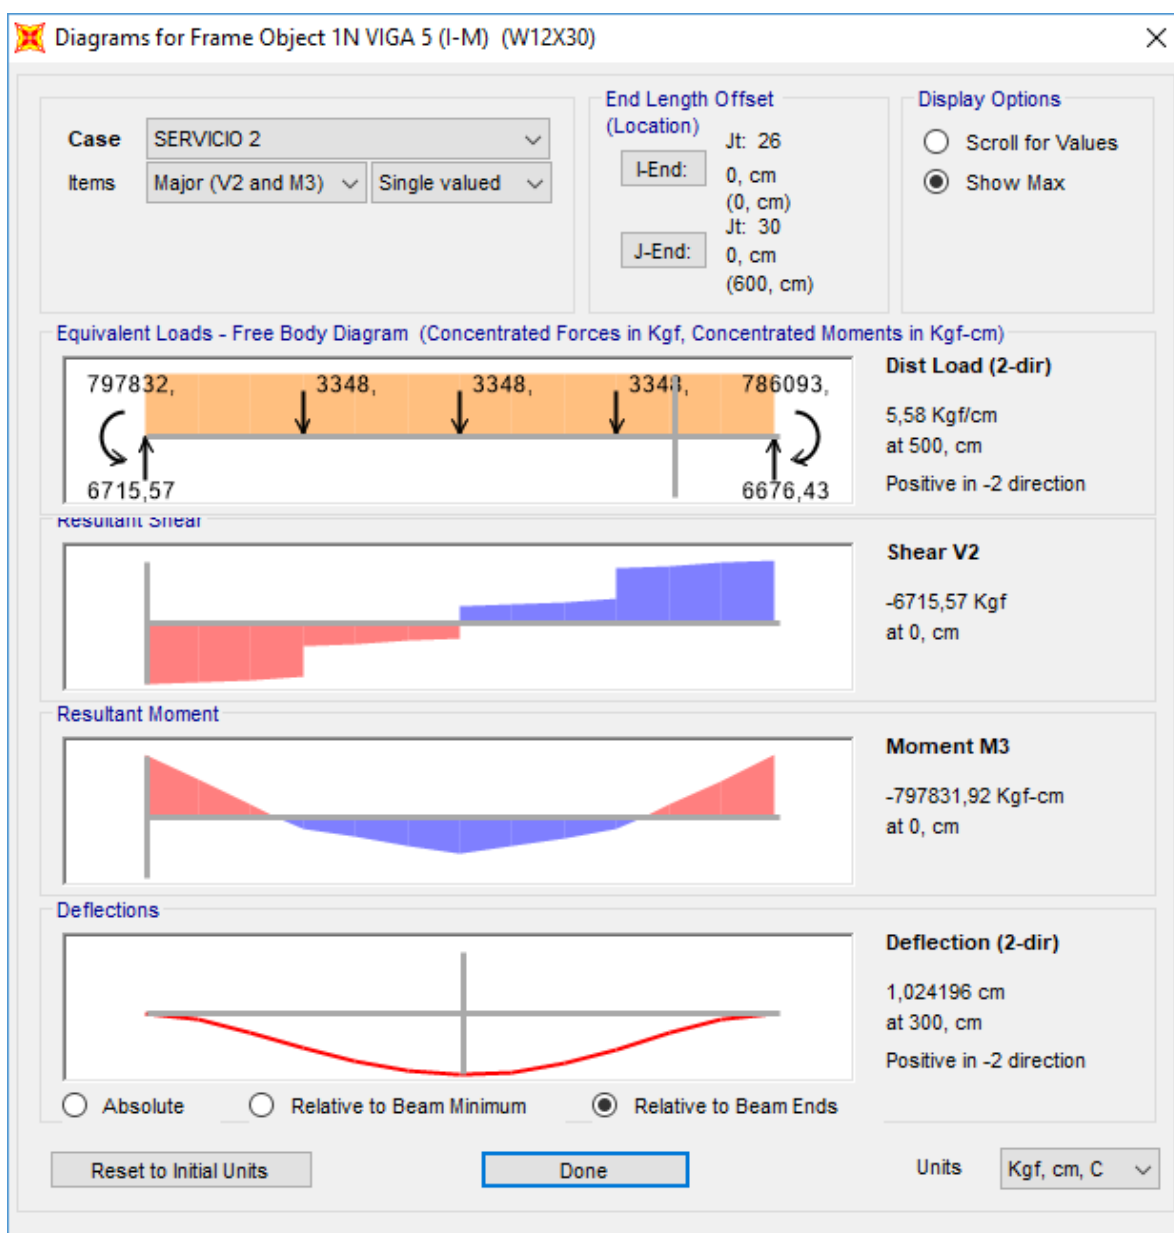 Diagrams for Frame Object 1N VIGA 5 (I-M)  (W12X30)
Case
SERVICIO 2
Items
Major (V2 and M3)
Single valued
End Length Offset
(Location)
I-End:
Jt: 26
0, cm
(0, cm)
J-End:
Jt: 30
0, cm
(600, cm)
Display Options
Scroll for Values
Show Max
Equivalent Loads - Free Body Diagram  (Concentrated Forces in Kgf, Concentrated Moments in Kgf-cm)
797832,
3348,
3348,
3348,
786093,
6715,57
6676,43
Dist Load (2-dir)
5,58 Kgf/cm
at 500, cm
Positive in -2 direction
Resultant Shear
Shear V2
-6715,57 Kgf
at 0, cm
Resultant Moment
Moment M3
-797831,92 Kgf-cm
at 0, cm
Deflections
Deflection (2-dir)
1,024196 cm
at 300, cm
Positive in -2 direction
Absolute
Relative to Beam Minimum
Relative to Beam Ends
Reset to Initial Units
Done
Units
Kgf, cm, C